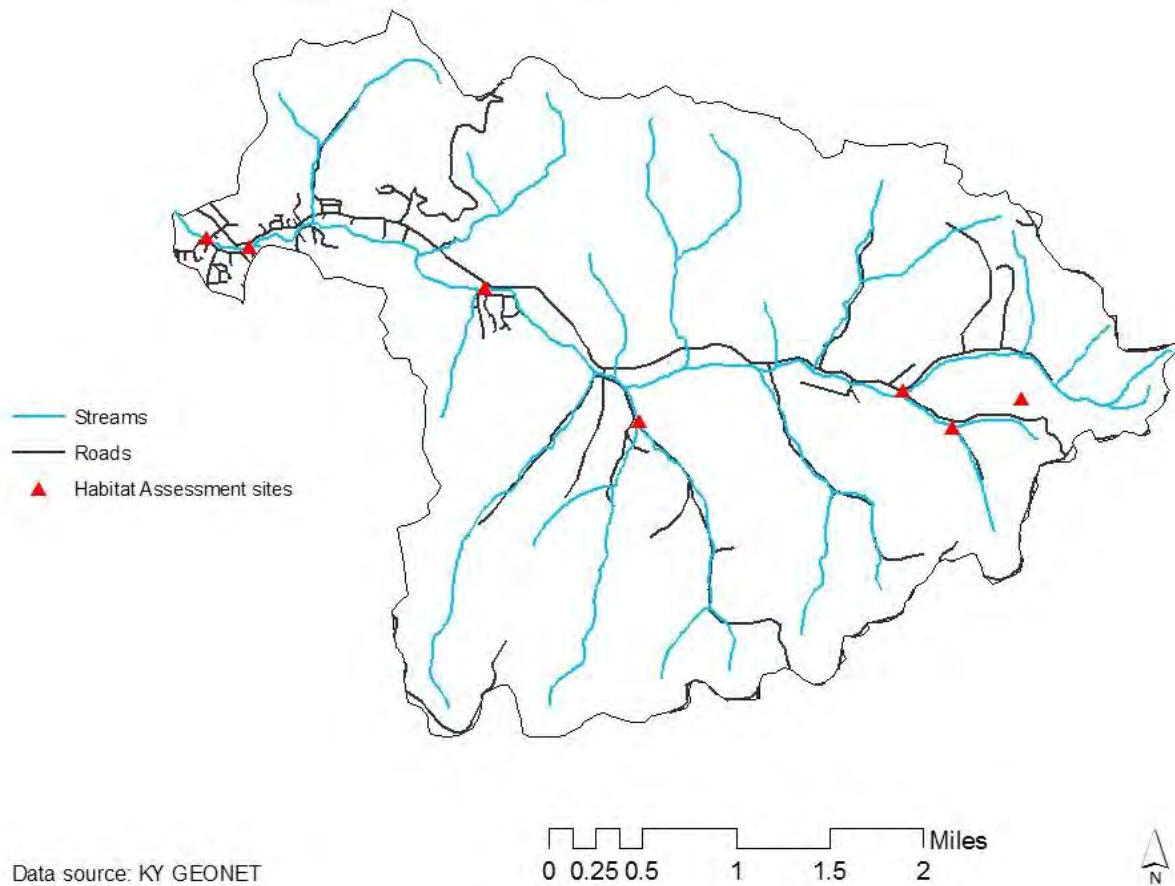 Streams
Roads
Habitat Assessment sites
Miles
0 0.25 0.5 1 1.5 2
Data source: KY GEONET
N